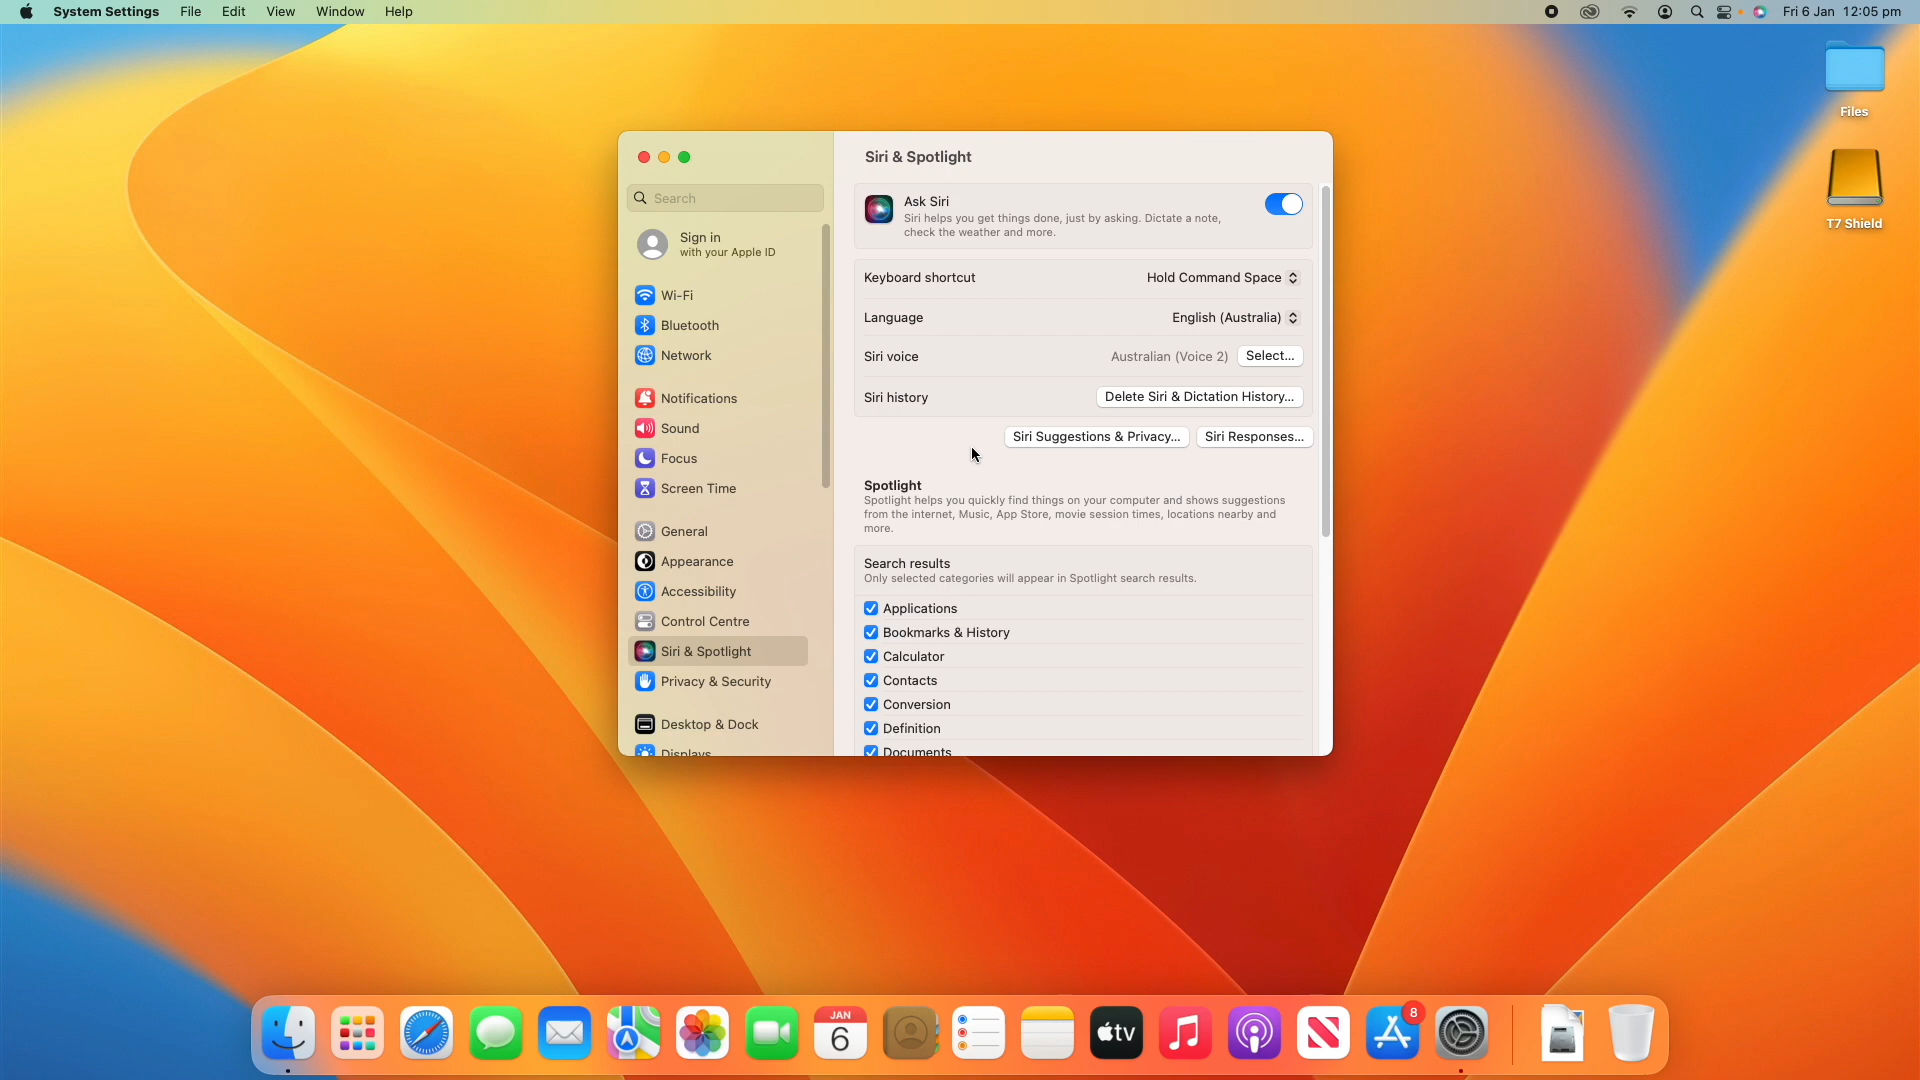 System Settings File Edit View Window Help Fri 6 Jan 12:05 pm
Files
T7 Shield
Search
Sign in
with your Apple ID
Wi-Fi
Bluetooth
Network
Notifications
Sound
Focus
Screen Time
General
Appearance
Accessibility
Control Centre
Siri & Spotlight
Privacy & Security
Desktop & Dock
Displays
Siri & Spotlight
Ask Siri
Siri helps you get things done, just by asking. Dictate a note,
check the weather and more.
Keyboard shortcut Hold Command Space
Language English (Australia)
Siri voice Australian (Voice 2) Select...
Siri history Delete Siri & Dictation History...
Siri Suggestions & Privacy... Siri Responses...
Spotlight
Spotlight helps you quickly find things on your computer and shows suggestions
from the internet, Music, App Store, movie session times, locations nearby and
more.
Search results
Only selected categories will appear in Spotlight search results.
Applications
Bookmarks & History
Calculator
Contacts
Conversion
Definition
Documents
JAN
6
tv
8